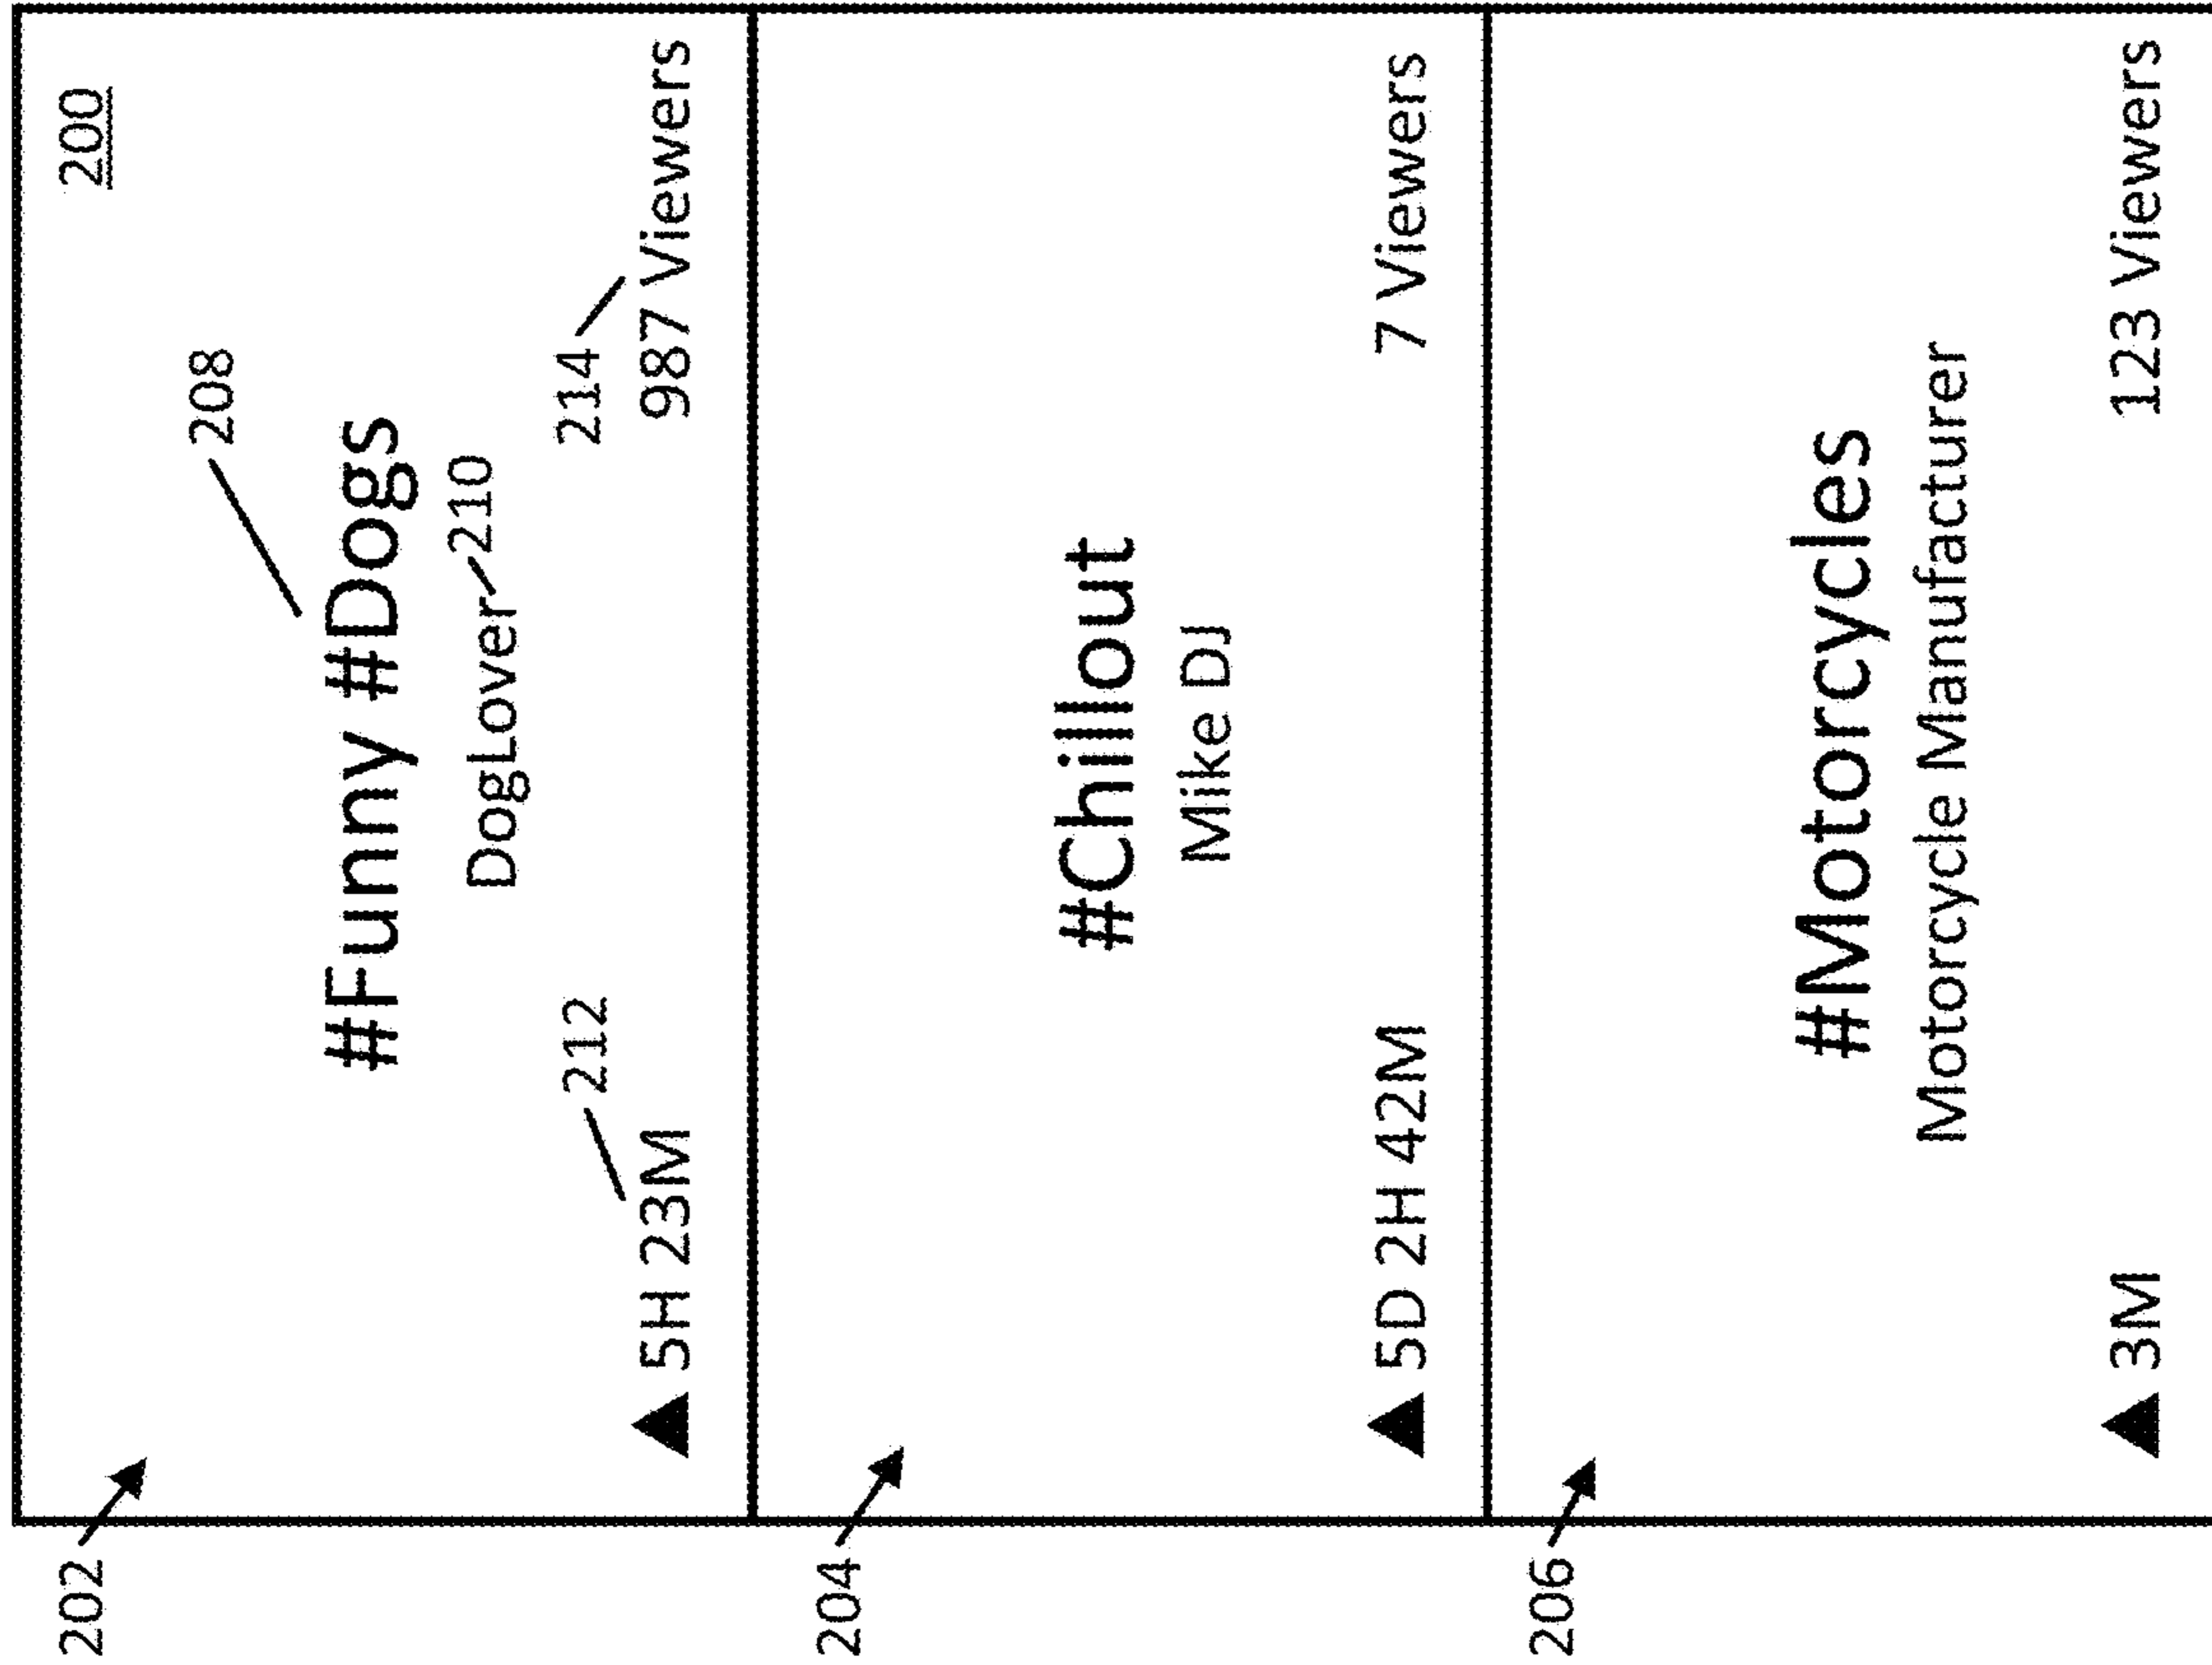 200
202
208
#Funny #Dogs
DogLover 210
212
214
▲ 5H 23M
987 Viewers
204
#Chillout
Mike DJ
▲ 5D 2H 42M
7 Viewers
206
#Motorcycles
Motorcycle Manufacturer
▲ 3M
123 Viewers